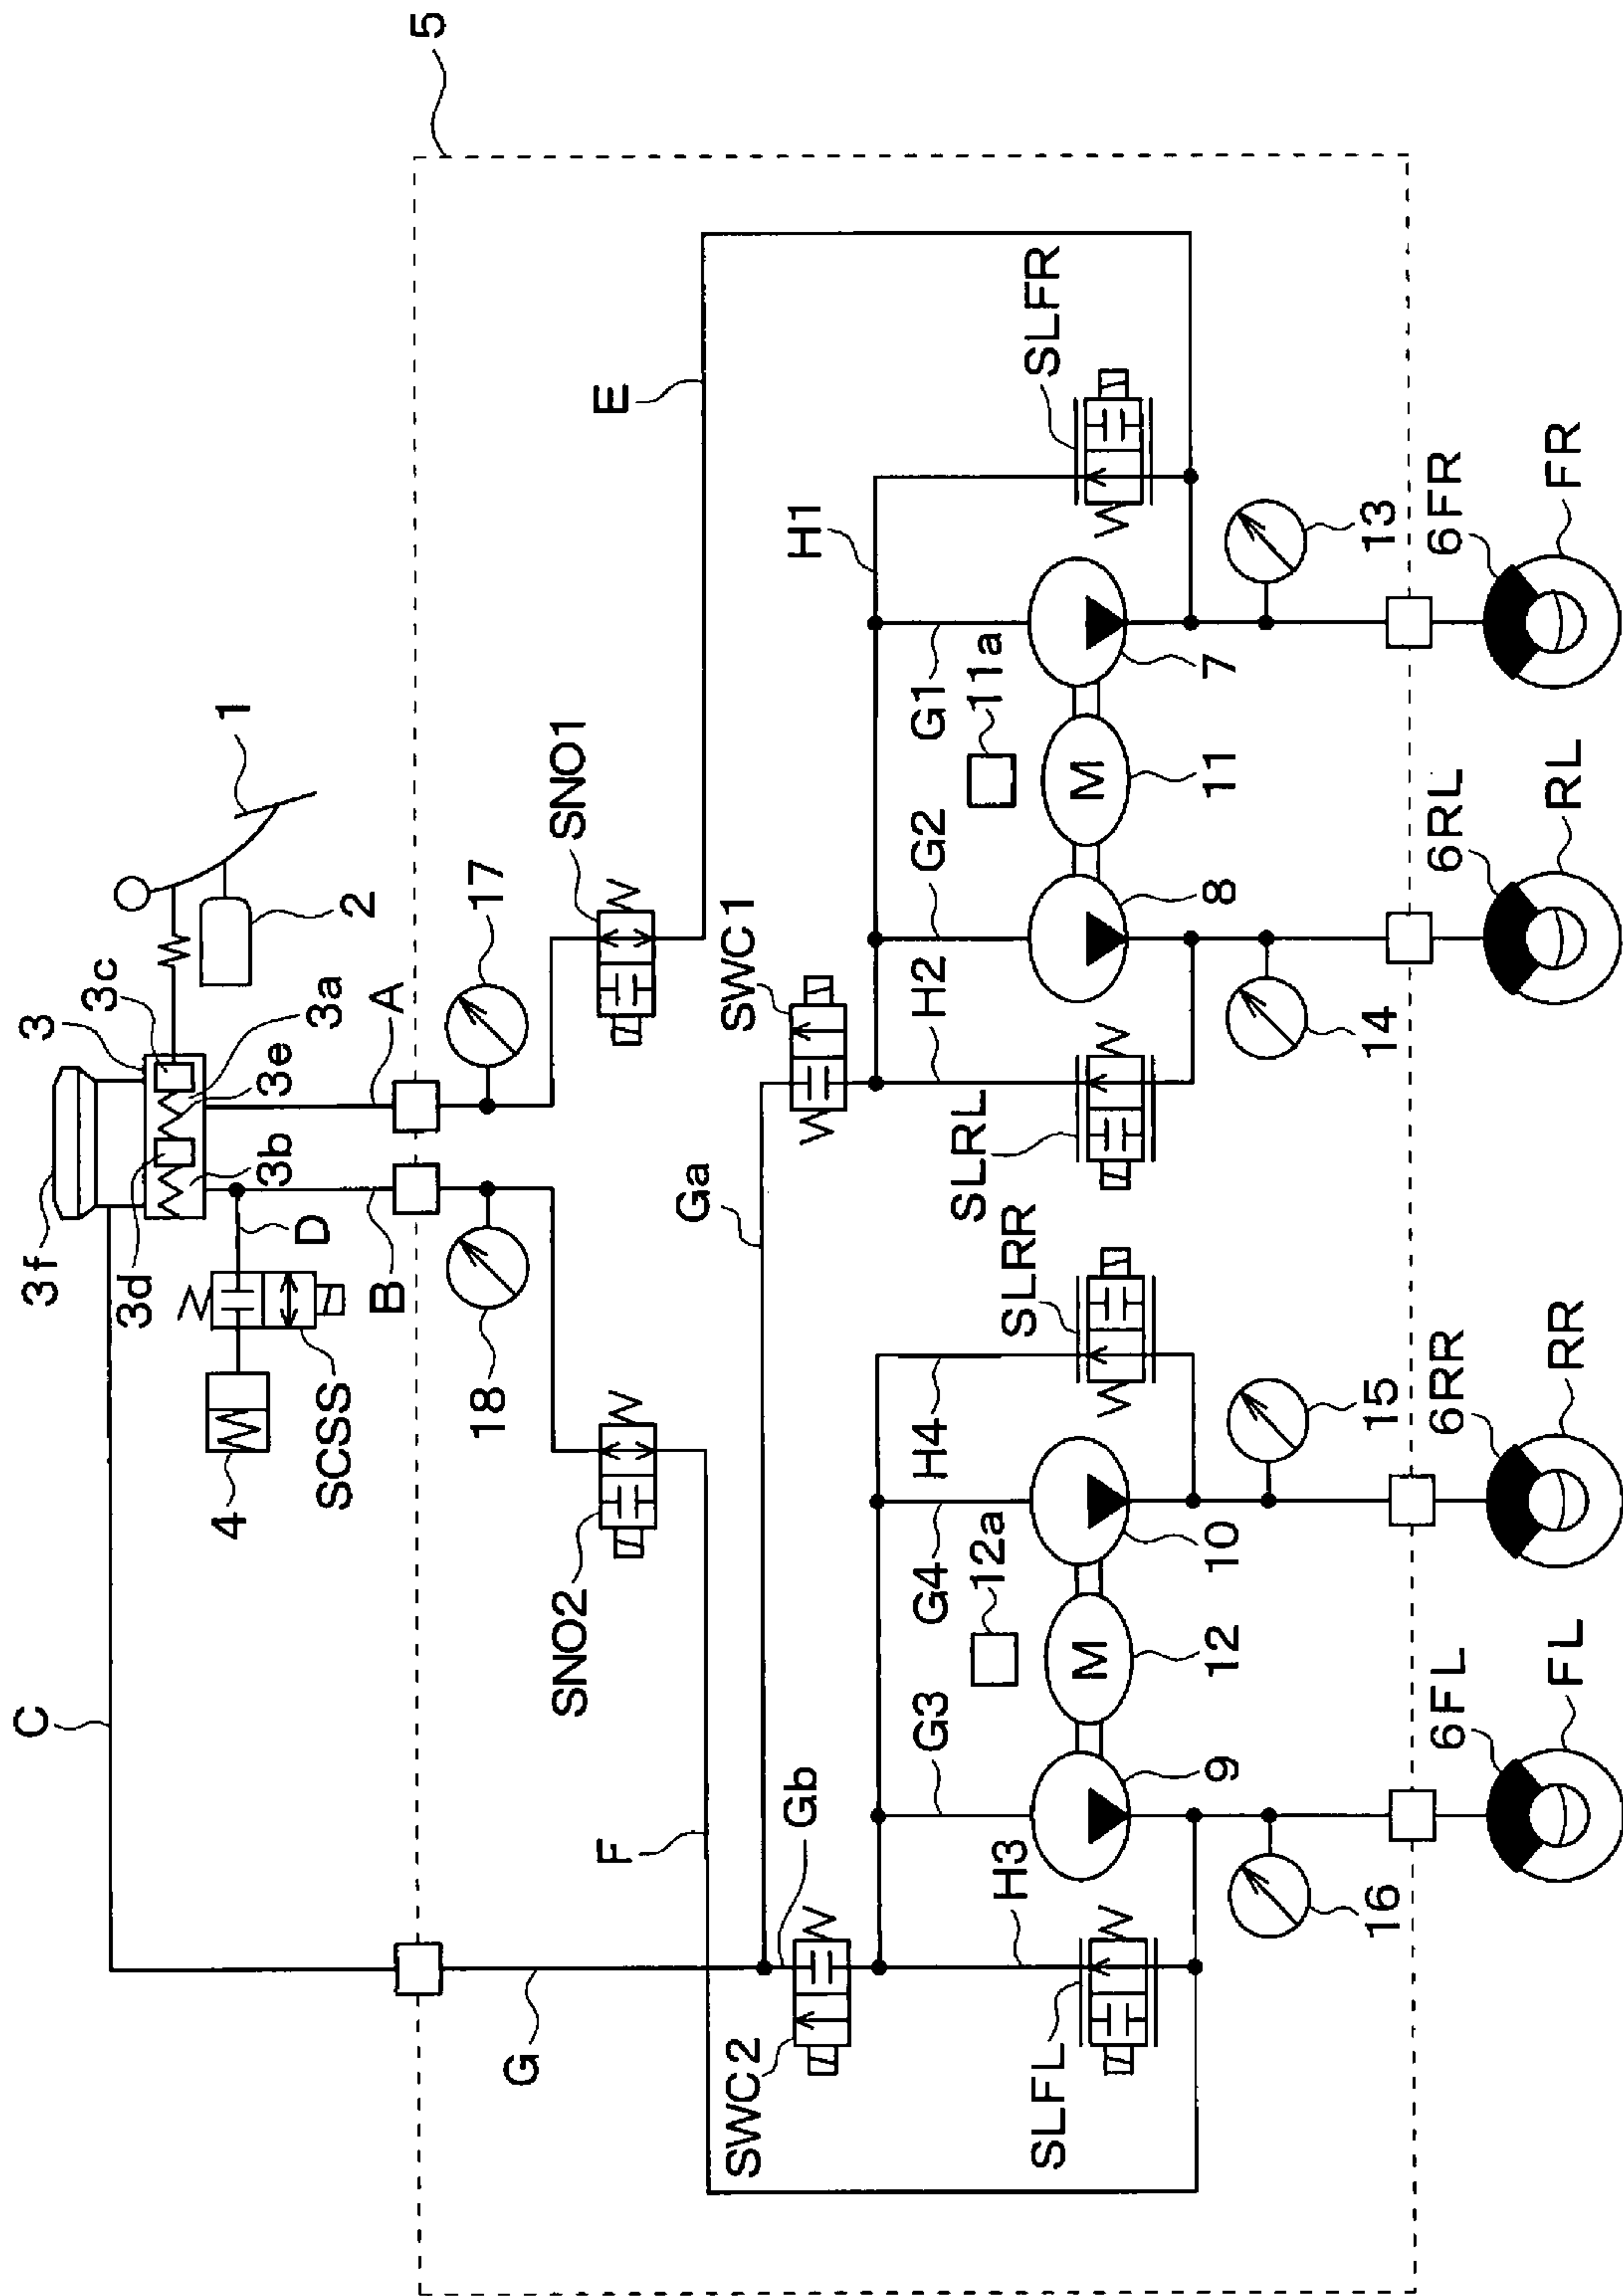 5
1
2
3
3c
3a
3e
3b
3d
3f
A
B
C
D
4
SCSS
17
18
SNO1
SNO2
E
F
G
Ga
Gb
SWC1
SWC2
H1
H2
H3
H4
G1
G2
G3
G4
11a
12a
SLFR
SLRL
SLRR
SLFL
7
11
8
10
12
9
M
M
13
14
15
16
6FR
FR
6RL
RL
6RR
RR
6FL
FL